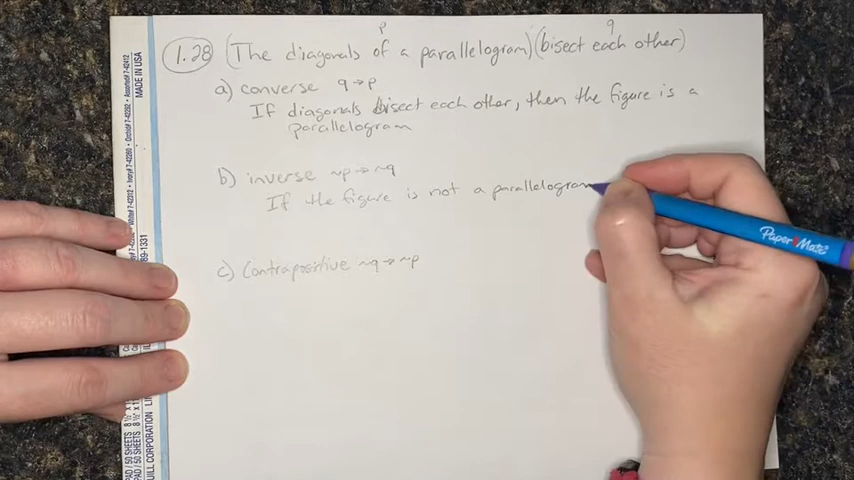 p q
1.28 (The diagonals of a parallelogram)(bisect each other)
a) converse q→p
If diagonals bisect each other, then the figure is a
parallelogram
b) inverse ~p→~q
If the figure is not a parallelogram
c) Contrapositive ~q→~p
Paper Mate
MADE IN USA